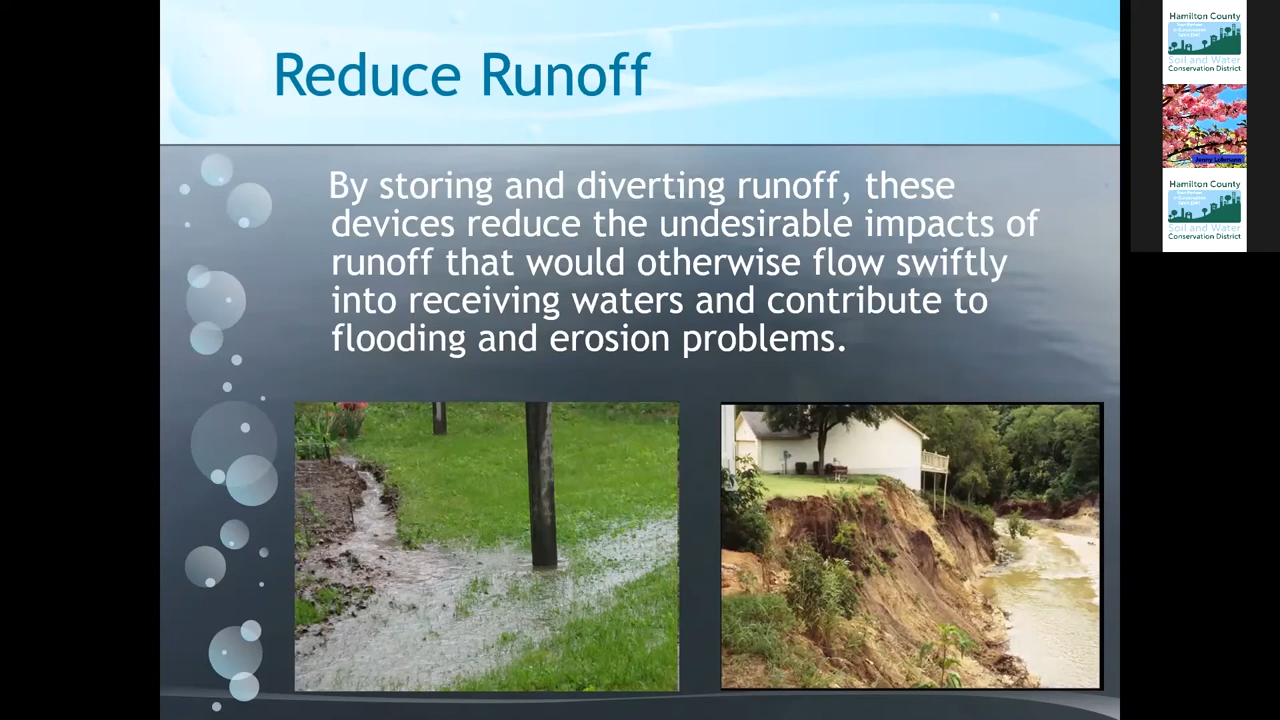 Reduce Runoff
By storing and diverting runoff, these
devices reduce the undesirable impacts of
runoff that would otherwise flow swiftly
into receiving waters and contribute to
flooding and erosion problems.
Hamilton County
Soil and Water
Conservation District
Jenny Lohmann
Hamilton County
Soil and Water
Conservation District